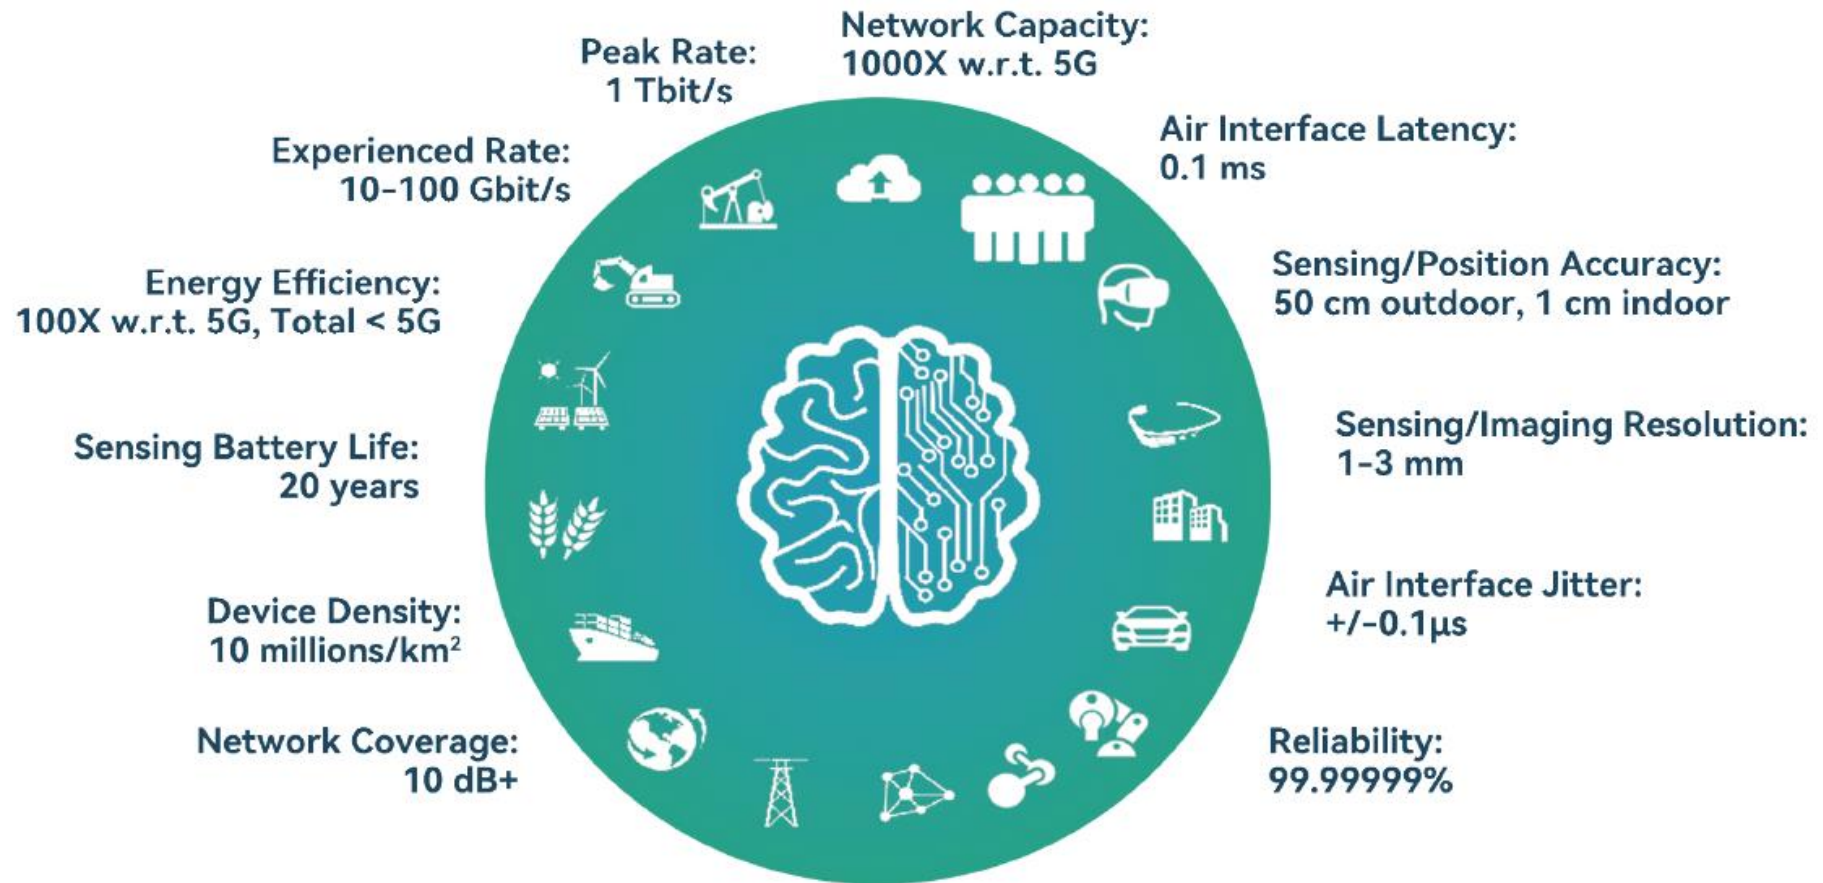 Network Capacity:
1000X w.r.t. 5G
Peak Rate:
1 Tbit/s
Air Interface Latency:
0.1 ms
Experienced Rate:
10-100 Gbit/s
Sensing/Position Accuracy:
50 cm outdoor, 1 cm indoor
Energy Efficiency:
100X w.r.t. 5G, Total < 5G
Sensing/Imaging Resolution:
1-3 mm
Sensing Battery Life:
20 years
Air Interface Jitter:
+/-0.1µs
Device Density:
10 millions/km²
Reliability:
99.99999%
Network Coverage:
10 dB+